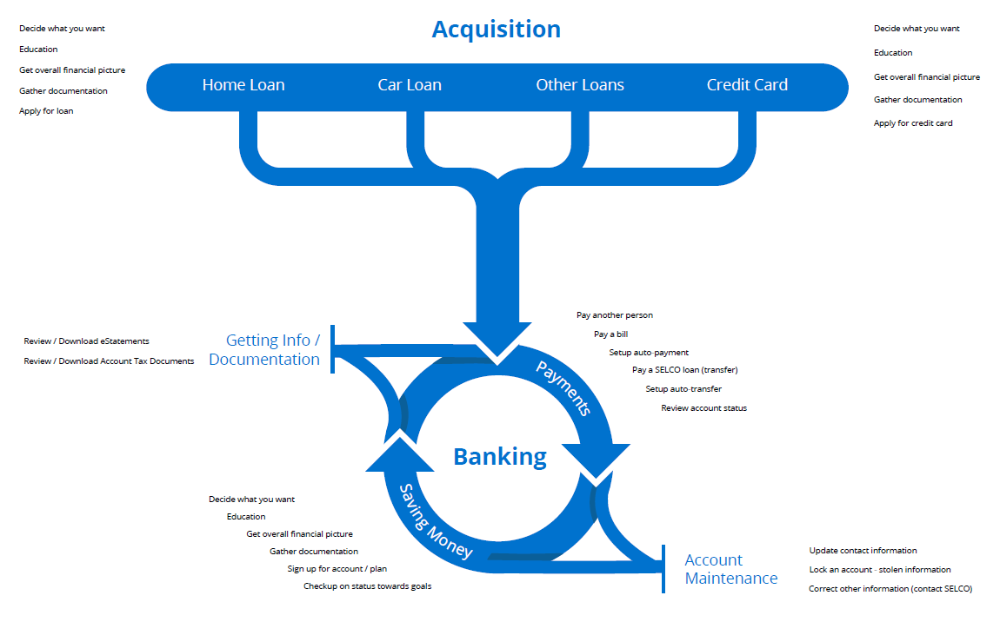 Acquisition
Decide what you want
Education
Get overall financial picture
Gather documentation
Apply for loan
Home Loan
Car Loan
Other Loans
Credit Card
Decide what you want
Education
Get overall financial picture
Gather documentation
Apply for credit card
Review / Download eStatements
Review / Download Account Tax Documents
Getting Info /
Documentation
Payments
Pay another person
Pay a bill
Setup auto-payment
Pay a SELCO loan (transfer)
Setup auto-transfer
Review account status
Banking
Saving Money
Decide what you want
Education
Get overall financial picture
Gather documentation
Sign up for account / plan
Checkup on status towards goals
Account
Maintenance
Update contact information
Lock an account - stolen information
Correct other information (contact SELCO)